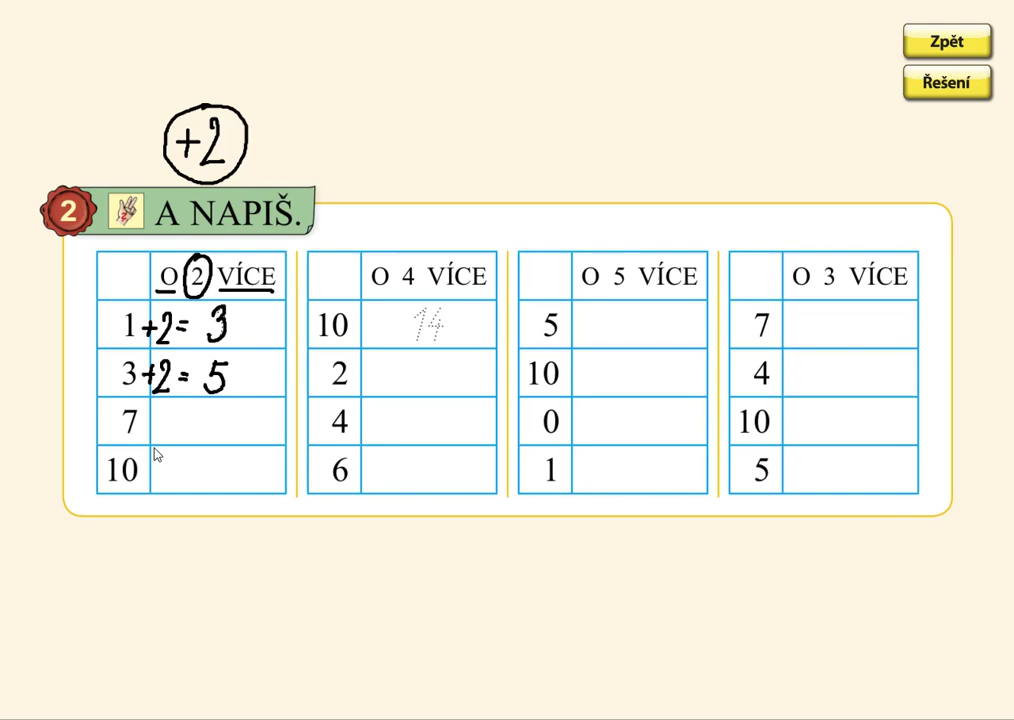 Zpět
Řešení
+2
2 A NAPIŠ.
O 2 VÍCE
1 +2= 3
3 +2= 5
7
10
O 4 VÍCE
10 14
2
4
6
O 5 VÍCE
5
10
0
1
O 3 VÍCE
7
4
10
5